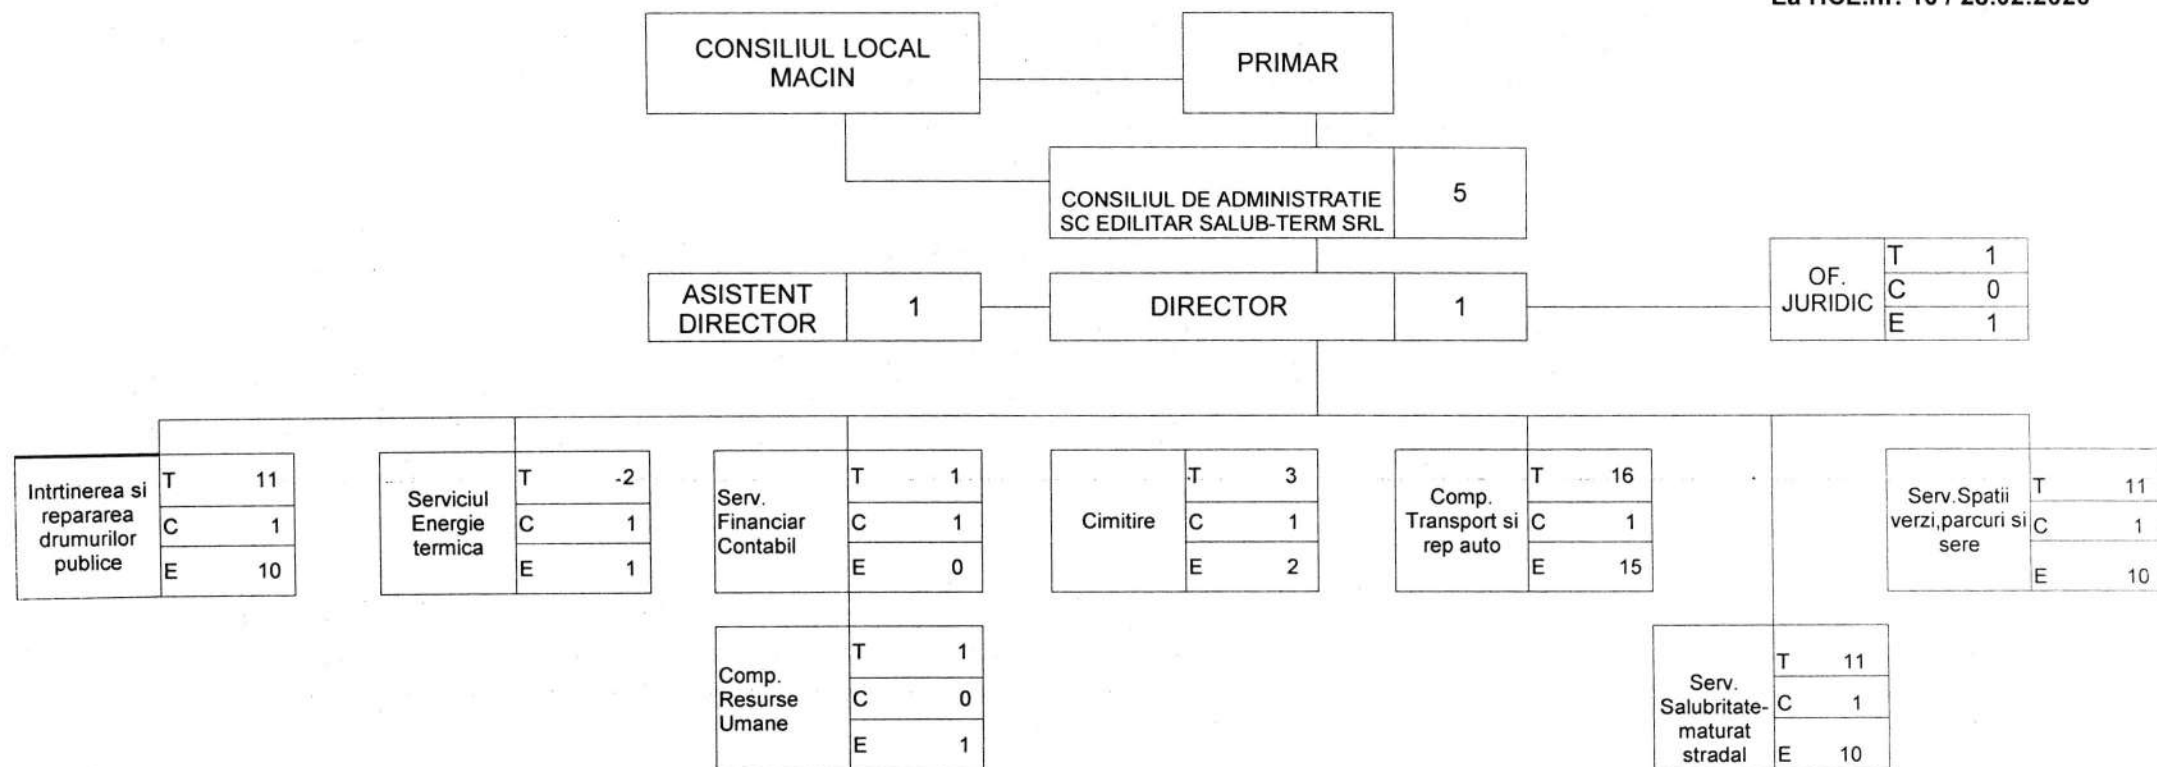 CONSILIUL LOCAL
MACIN
PRIMAR
CONSILIUL DE ADMINISTRATIE
SC EDILITAR SALUB-TERM SRL
5
ASISTENT
DIRECTOR
1
DIRECTOR
1
OF.
JURIDIC
T 1
C 0
E 1
Intrtinerea si
repararea
drumurilor
publice
T 11
C 1
E 10
Serviciul
Energie
termica
T -2
C 1
E 1
Serv.
Financiar
Contabil
T 1
C 1
E 0
Cimitire
T 3
C 1
E 2
Comp.
Transport si
rep auto
T 16
C 1
E 15
Serv.Spatii
verzi,parcuri si
sere
T 11
C 1
E 10
Comp.
Resurse
Umane
T 1
C 0
E 1
Serv.
Salubritate-
maturat
stradal
T 11
C 1
E 10